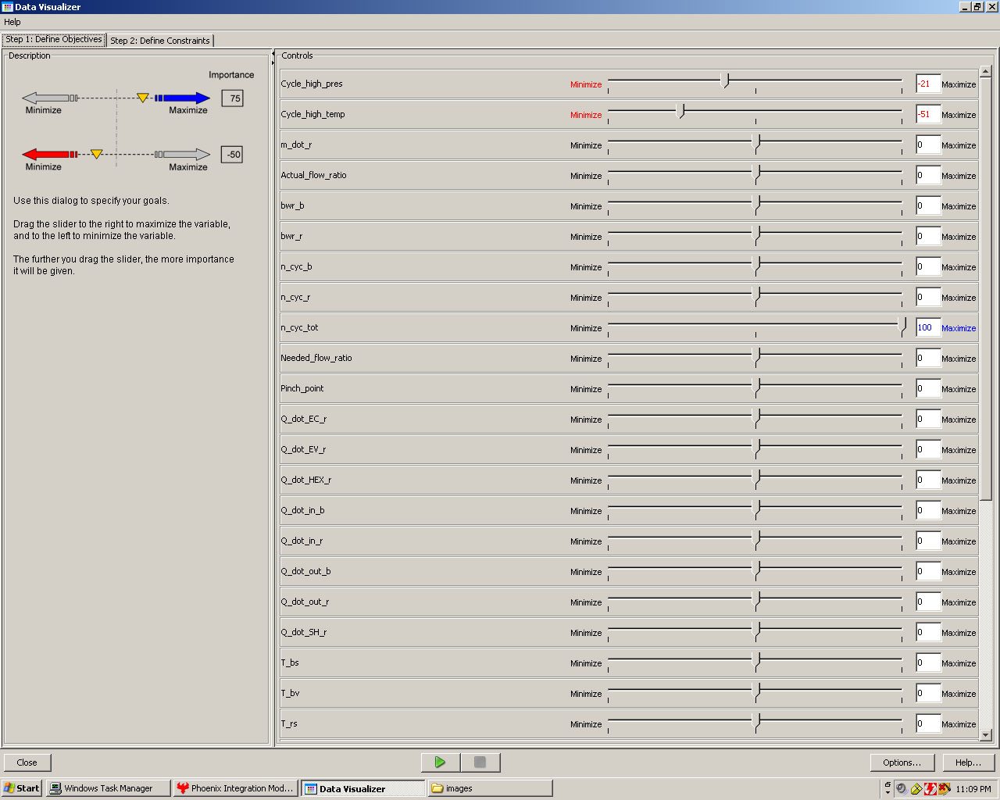 Data Visualizer
Help
Step 1: Define Objectives
Step 2: Define Constraints
Description
Importance
75
Minimize
Maximize
-50
Minimize
Maximize
Use this dialog to specify your goals.
Drag the slider to the right to maximize the variable,
and to the left to minimize the variable.
The further you drag the slider, the more importance
it will be given.
Controls
Cycle_high_pres Minimize -21 Maximize
Cycle_high_temp Minimize -51 Maximize
m_dot_r Minimize 0 Maximize
Actual_flow_ratio Minimize 0 Maximize
bwr_b Minimize 0 Maximize
bwr_r Minimize 0 Maximize
n_cyc_b Minimize 0 Maximize
n_cyc_r Minimize 0 Maximize
n_cyc_tot Minimize 100 Maximize
Needed_flow_ratio Minimize 0 Maximize
Pinch_point Minimize 0 Maximize
Q_dot_EC_r Minimize 0 Maximize
Q_dot_EV_r Minimize 0 Maximize
Q_dot_HEX_r Minimize 0 Maximize
Q_dot_in_b Minimize 0 Maximize
Q_dot_in_r Minimize 0 Maximize
Q_dot_out_b Minimize 0 Maximize
Q_dot_out_r Minimize 0 Maximize
Q_dot_SH_r Minimize 0 Maximize
T_bs Minimize 0 Maximize
T_bv Minimize 0 Maximize
T_rs Minimize 0 Maximize
Close
Options...
Help...
Start
Windows Task Manager
Phoenix Integration Mod...
Data Visualizer
images
11:09 PM